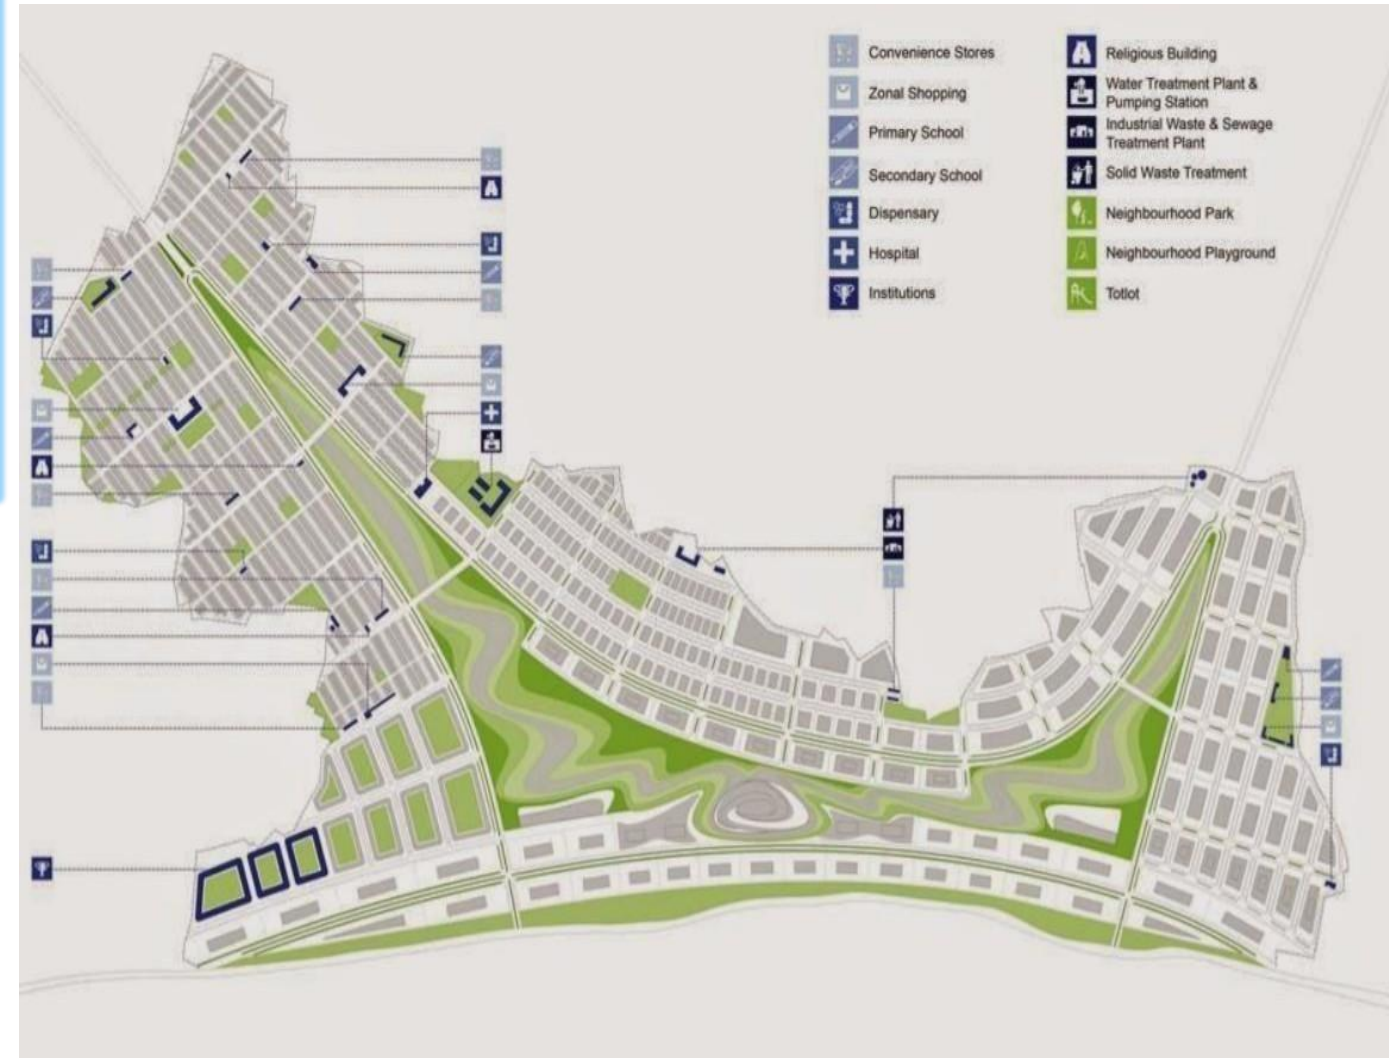 Convenience Stores
Zonal Shopping
Primary School
Secondary School
Dispensary
Hospital
Institutions
Religious Building
Water Treatment Plant &
Pumping Station
Industrial Waste & Sewage
Treatment Plant
Solid Waste Treatment
Neighbourhood Park
Neighbourhood Playground
Totlot